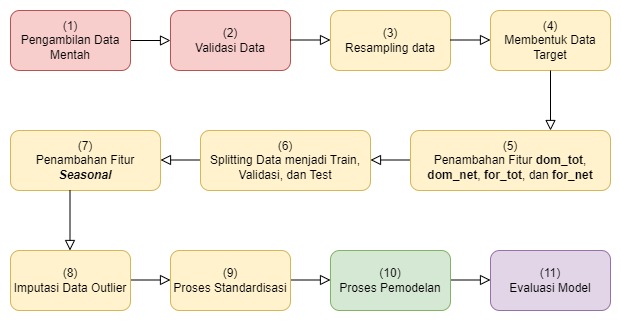 (1)
Pengambilan Data
Mentah
(2)
Validasi Data
(3)
Resampling data
(4)
Membentuk Data
Target
(5)
Penambahan Fitur dom_tot,
dom_net, for_tot, dan for_net
(6)
Splitting Data menjadi Train,
Validasi, dan Test
(7)
Penambahan Fitur
Seasonal
(8)
Imputasi Data Outlier
(9)
Proses Standardisasi
(10)
Proses Pemodelan
(11)
Evaluasi Model